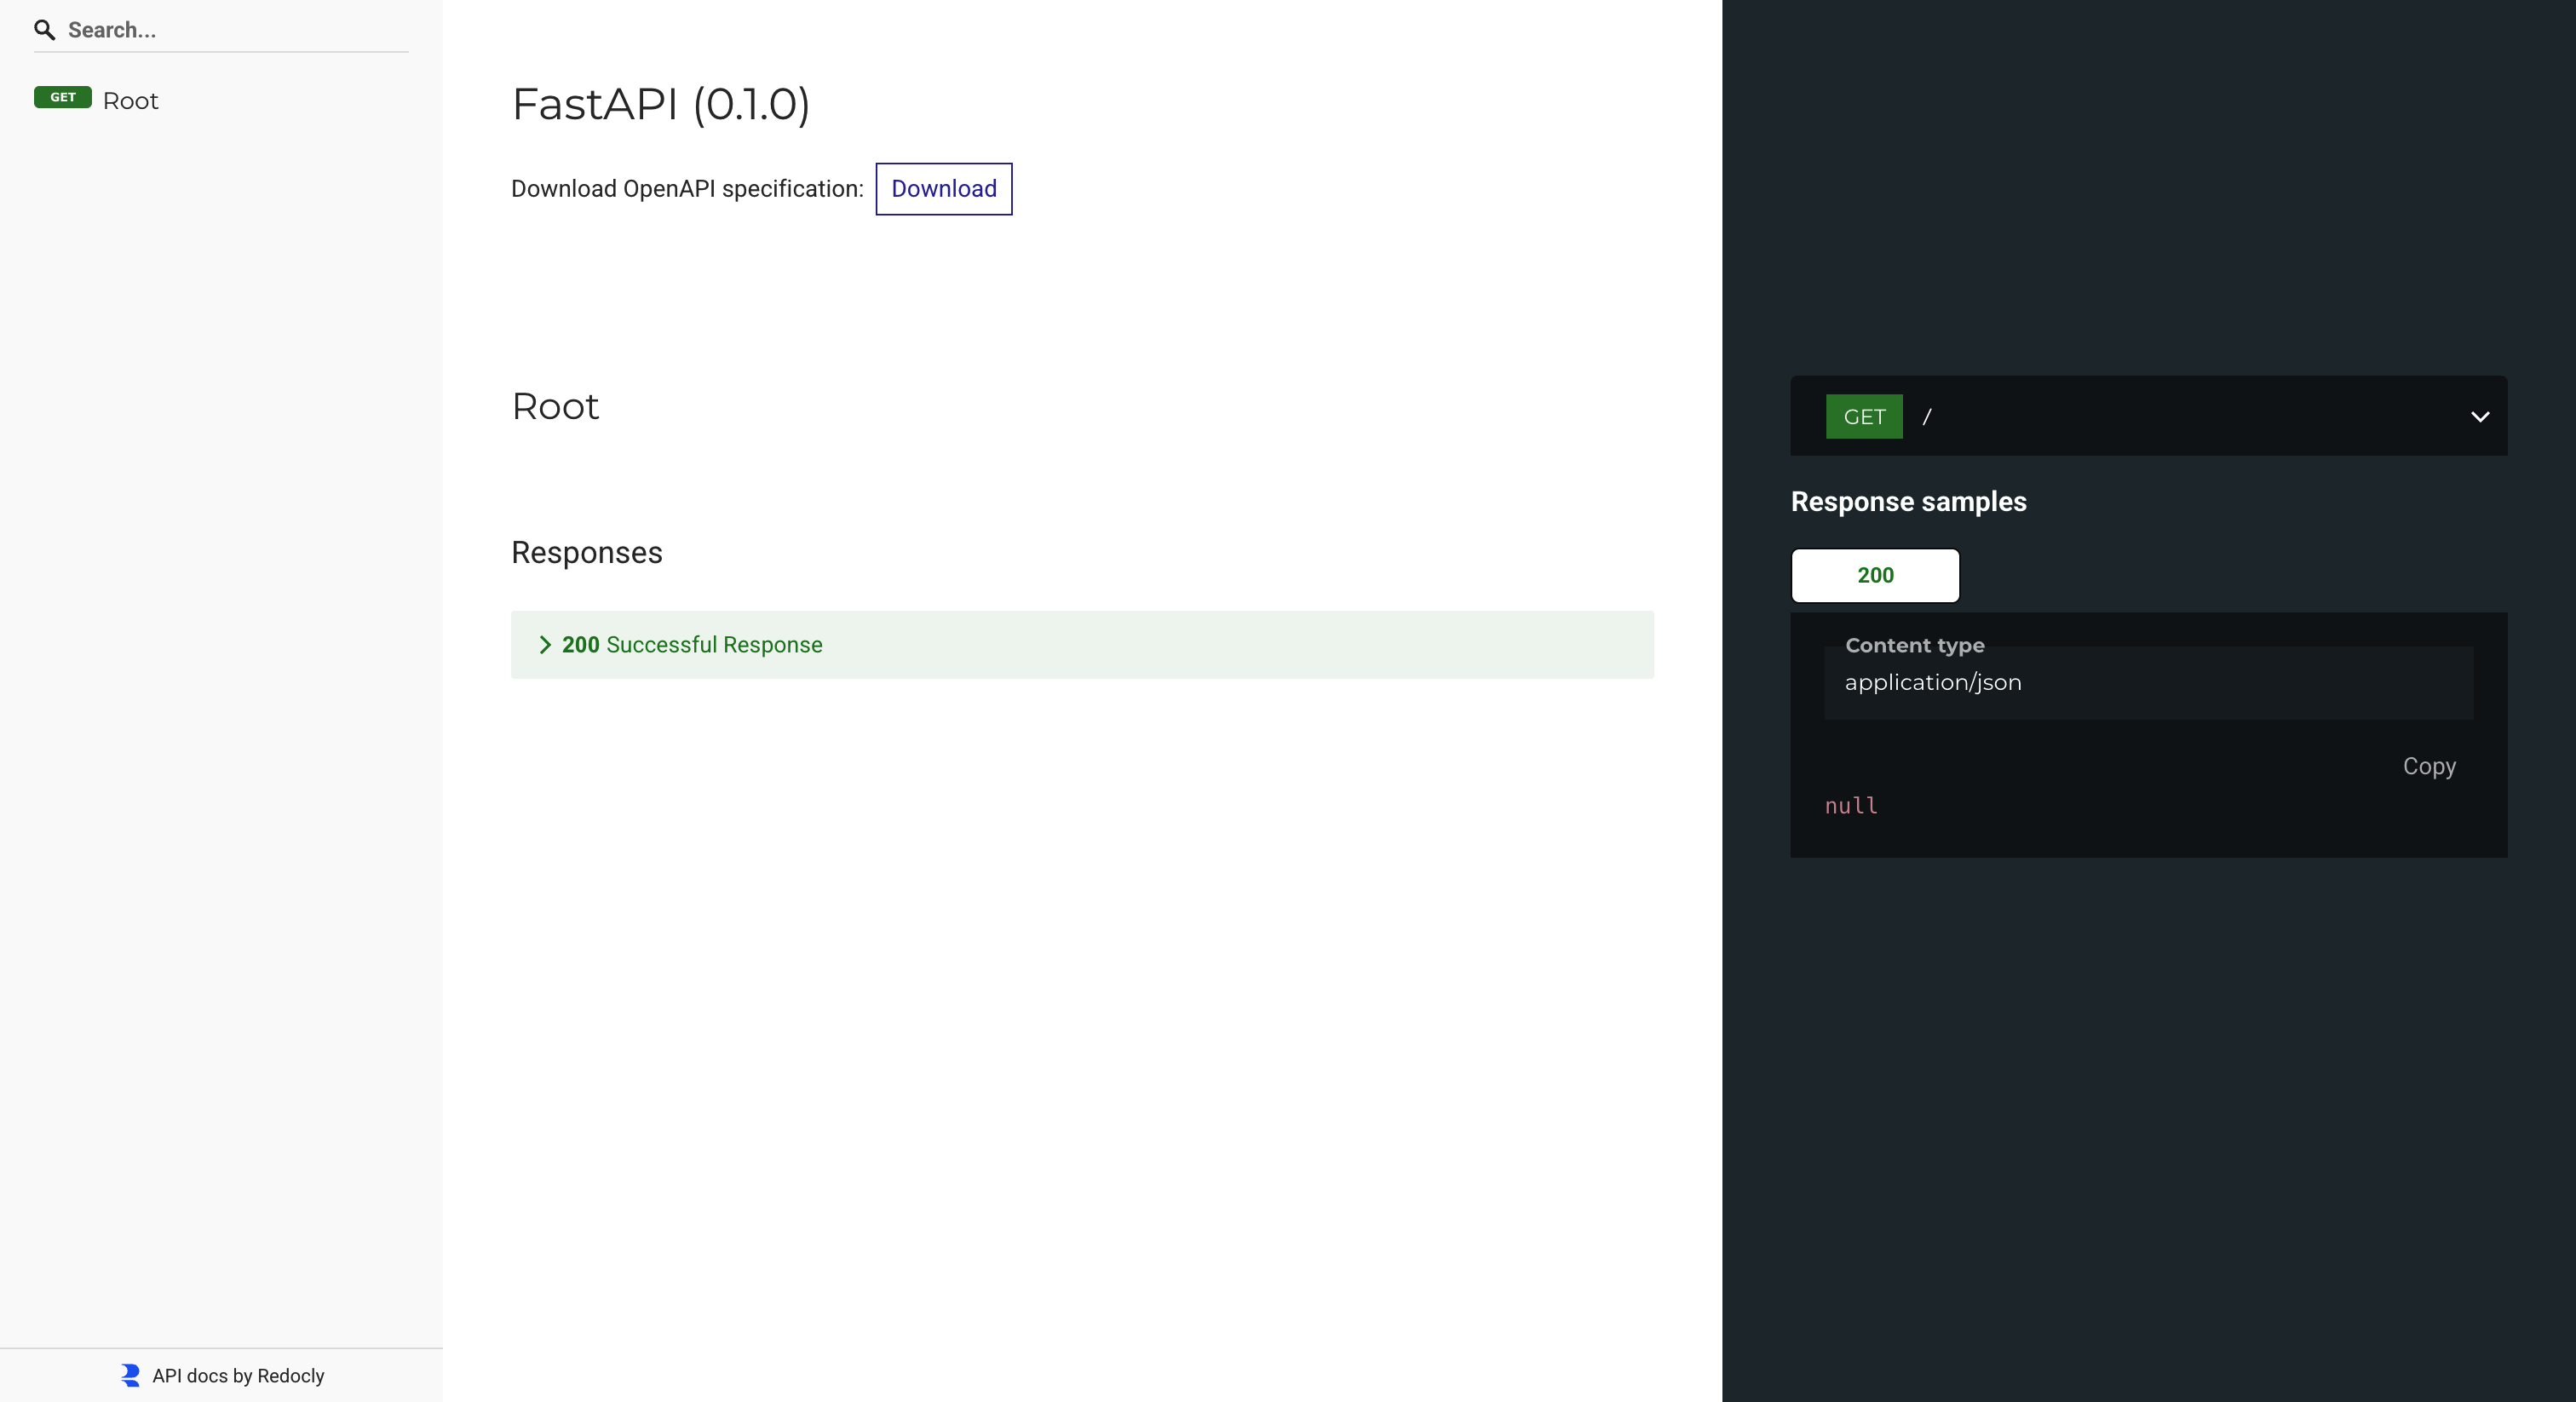 Search...
GET Root
API docs by Redocly
FastAPI (0.1.0)
Download OpenAPI specification: Download
Root
Responses
200 Successful Response
GET /
Response samples
200
Content type
application/json
Copy
null